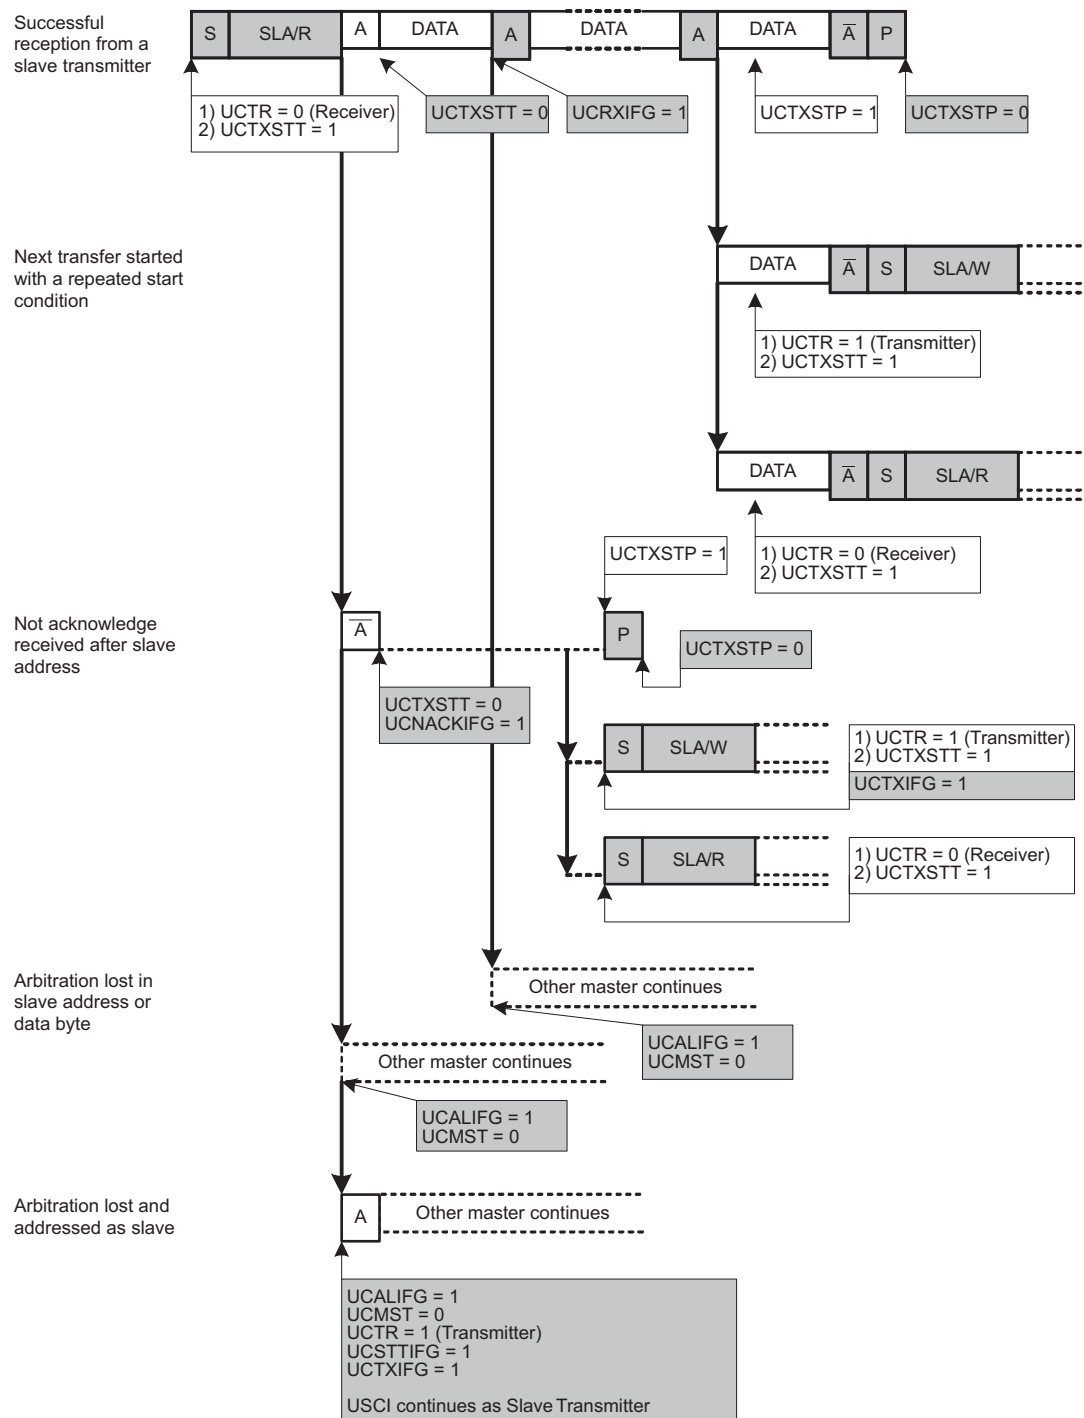 Successful
reception from a
slave transmitter
S SLA/R A DATA A DATA A DATA A̅ P
1) UCTR = 0 (Receiver)
2) UCTXSTT = 1
UCTXSTT = 0
UCRXIFG = 1
UCTXSTP = 1
UCTXSTP = 0
Next transfer started
with a repeated start
condition
DATA A̅ S SLA/W
1) UCTR = 1 (Transmitter)
2) UCTXSTT = 1
DATA A̅ S SLA/R
1) UCTR = 0 (Receiver)
2) UCTXSTT = 1
UCTXSTP = 1
Not acknowledge
received after slave
address
A̅
P
UCTXSTP = 0
UCTXSTT = 0
UCNACKIFG = 1
S SLA/W
1) UCTR = 1 (Transmitter)
2) UCTXSTT = 1
UCTXIFG = 1
S SLA/R
1) UCTR = 0 (Receiver)
2) UCTXSTT = 1
Arbitration lost in
slave address or
data byte
Other master continues
UCALIFG = 1
UCMST = 0
Other master continues
UCALIFG = 1
UCMST = 0
Arbitration lost and
addressed as slave
A Other master continues
UCALIFG = 1
UCMST = 0
UCTR = 1 (Transmitter)
UCSTTIFG = 1
UCTXIFG = 1
USCI continues as Slave Transmitter